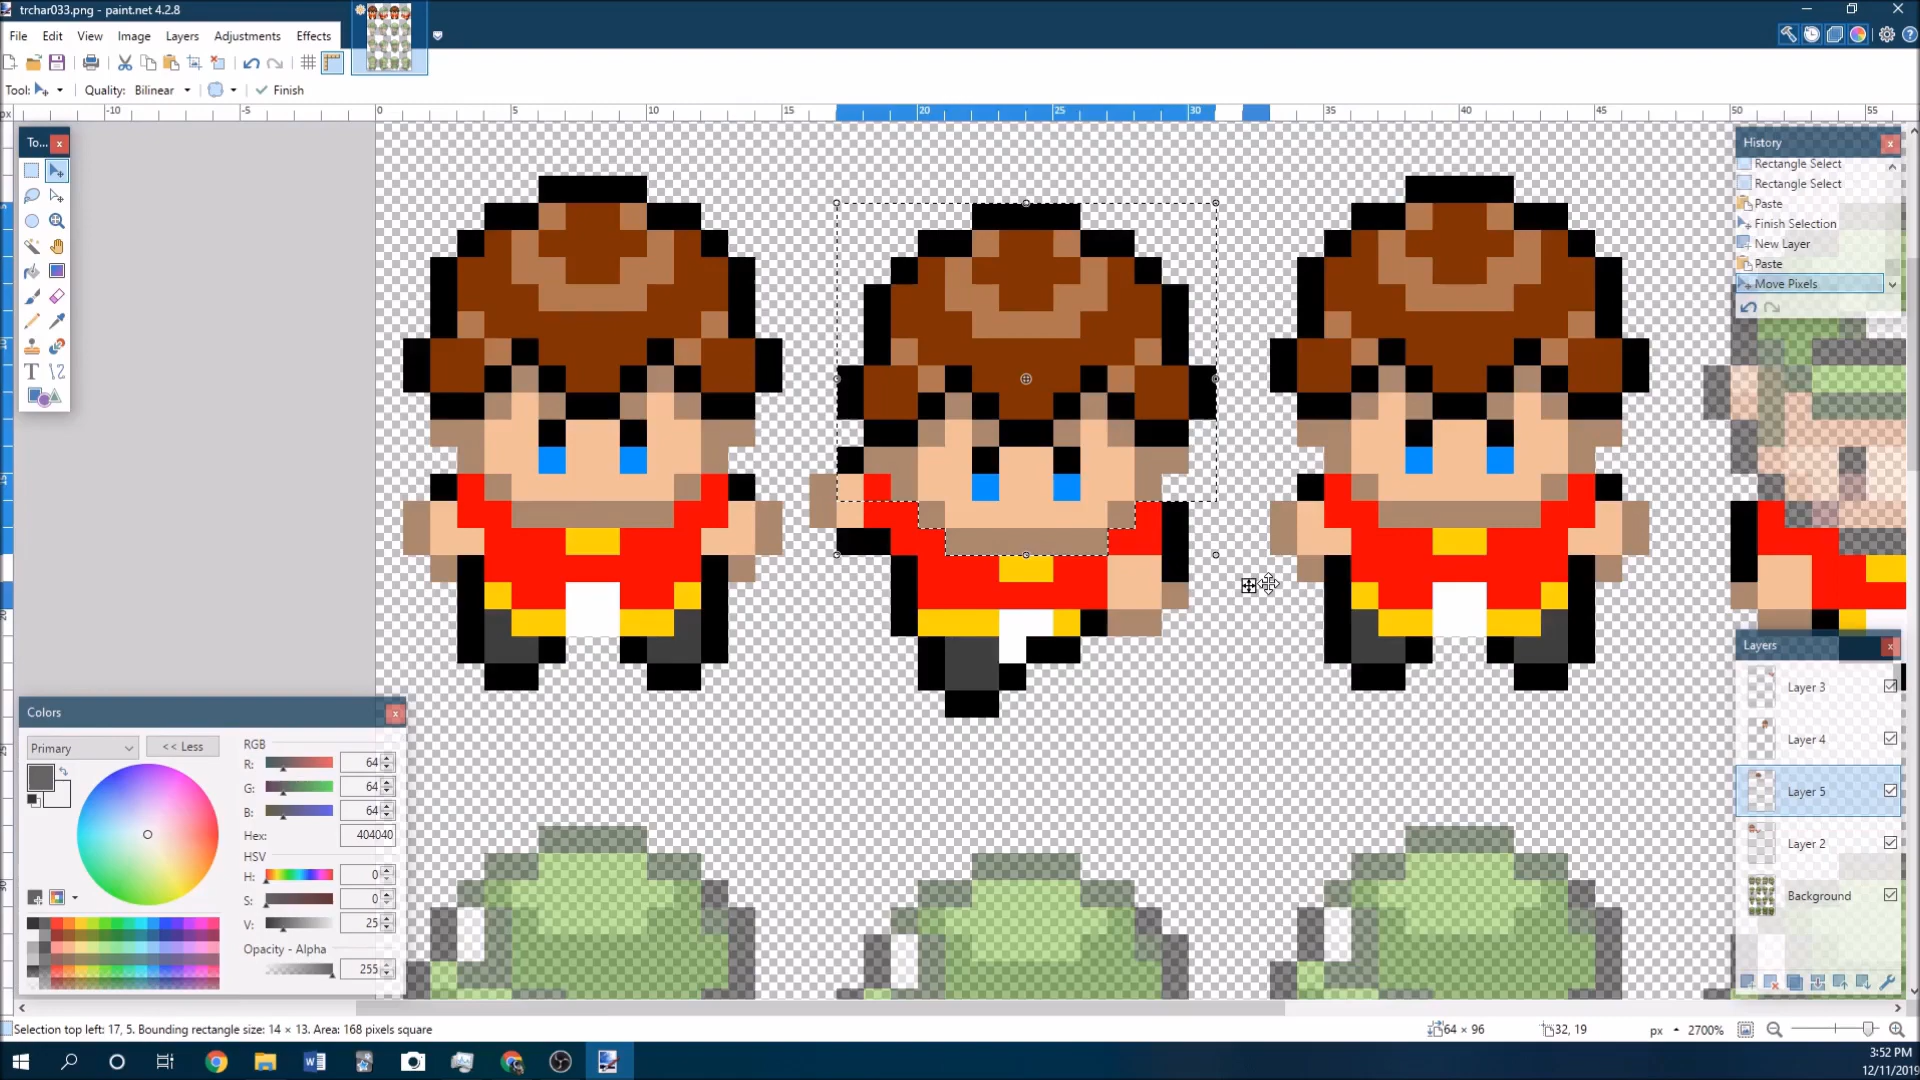 trchar033.png - paint.net 4.2.8
File Edit View Image Layers Adjustments Effects
Tool: Quality: Bilinear Finish
px -10 -5 0 5 10 15 20 25 30 35 40 45 50 55
To...
History
Rectangle Select
Rectangle Select
Paste
Finish Selection
New Layer
Paste
Move Pixels
Layers
Layer 3
Layer 4
Layer 5
Layer 2
Background
Colors
Primary << Less
RGB
R: 64
G: 64
B: 64
Hex: 404040
HSV
H: 0
S: 0
V: 25
Opacity - Alpha
255
Selection top left: 17, 5. Bounding rectangle size: 14 × 13. Area: 168 pixels square 64 × 96 32, 19 px 2700%
3:52 PM
12/11/2019